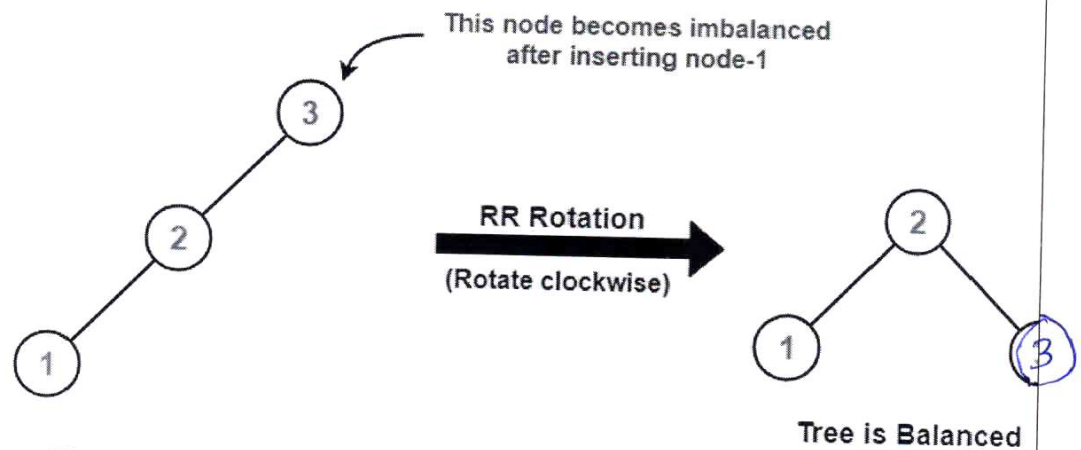 This node becomes imbalanced
after inserting node-1
3
2
1
RR Rotation
(Rotate clockwise)
2
1
3
Tree is Balanced